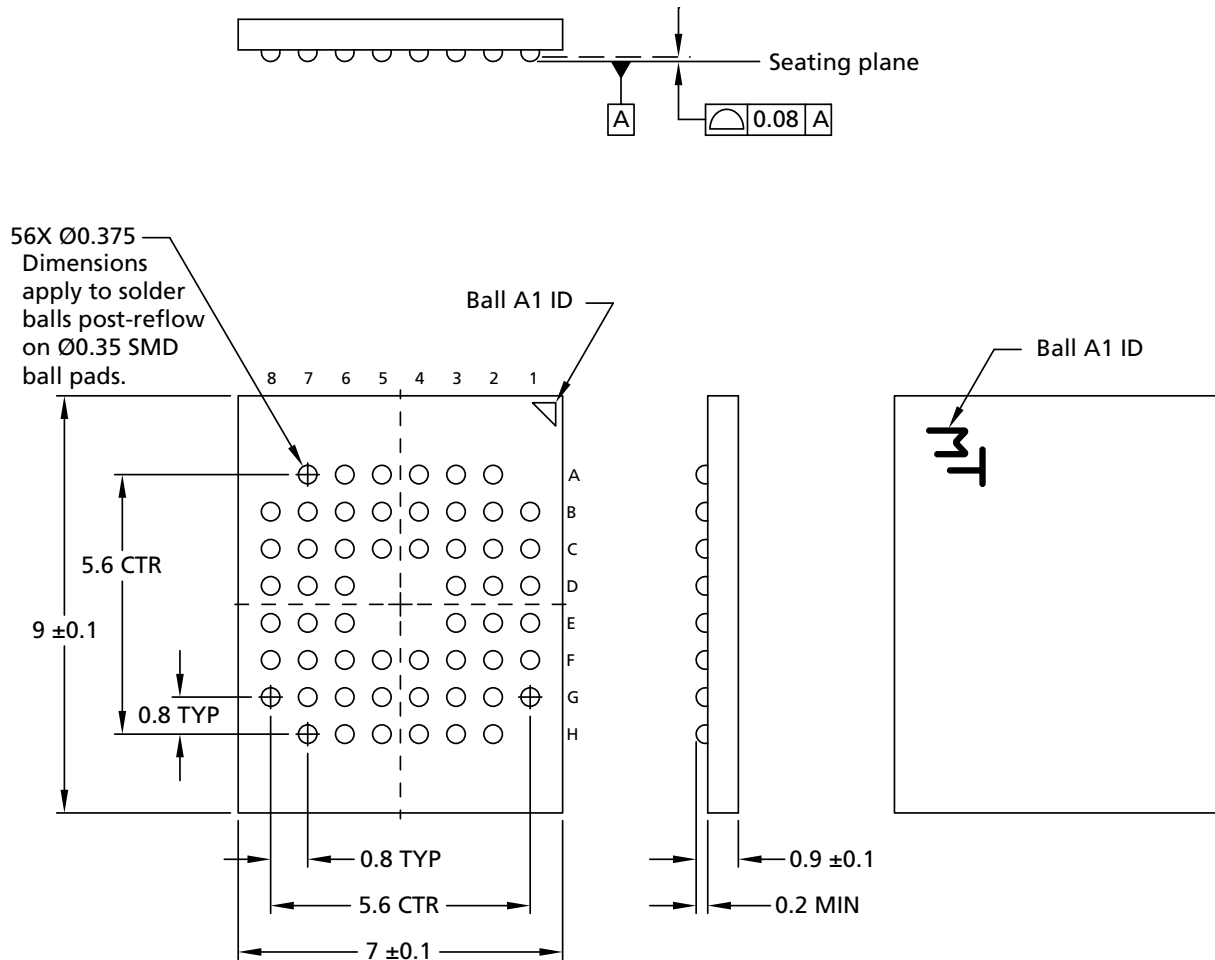 Seating plane
A
0.08 A
56X Ø0.375
Dimensions
apply to solder
balls post-reflow
on Ø0.35 SMD
ball pads.
Ball A1 ID
Ball A1 ID
8 7 6 5 4 3 2 1
A
B
C
D
E
F
G
H
5.6 CTR
9 ±0.1
0.8 TYP
0.8 TYP
5.6 CTR
7 ±0.1
0.9 ±0.1
0.2 MIN
MT